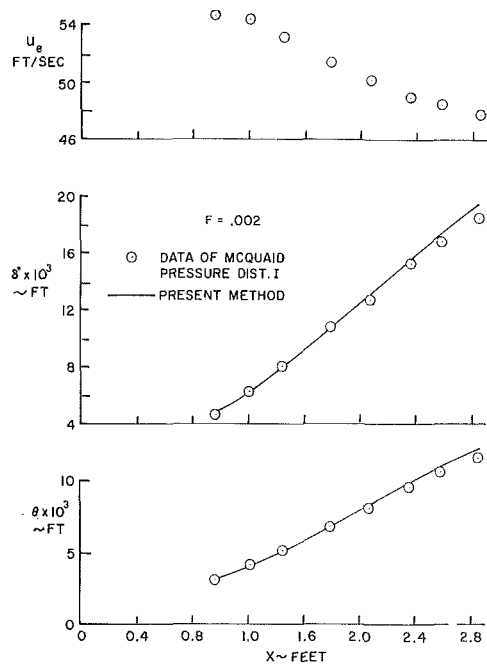 54
u_e
FT/SEC
50
46
20
F = .002
16
DATA OF MCQUAID
PRESSURE DIST. I
PRESENT METHOD
δ* x 10³
~ FT
12
8
4
10
θ x 10³
~ FT
5
0
0 0.4 0.8 1.0 1.6 2.0 2.4 2.8
X ~ FEET